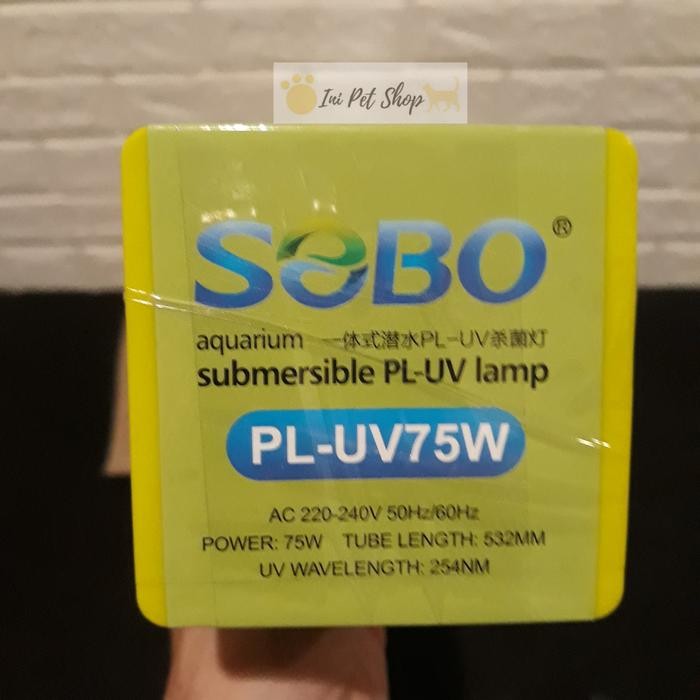 Ini Pet Shop
SOBO®
aquarium 一体式潜水PL-UV杀菌灯
submersible PL-UV lamp
PL-UV75W
AC 220-240V 50Hz/60Hz
POWER: 75W TUBE LENGTH: 532MM
UV WAVELENGTH: 254NM